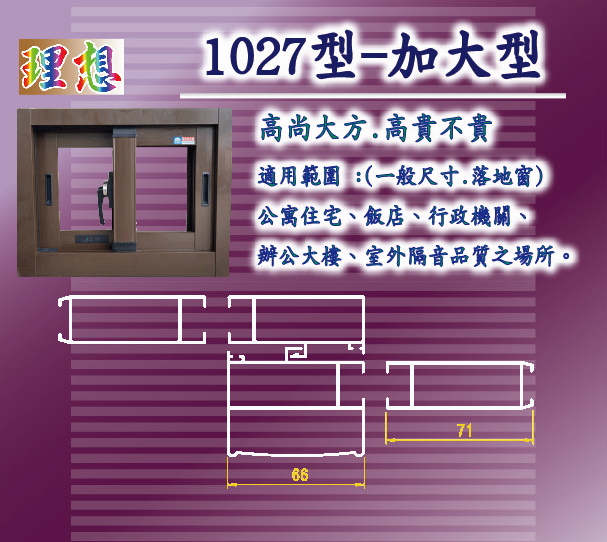 理想
1027型-加大型
高尚大方.高貴不貴
適用範圍:(一般尺寸.落地窗)
公寓住宅、飯店、行政機關、
辦公大樓、室外隔音品質之場所。
71
66